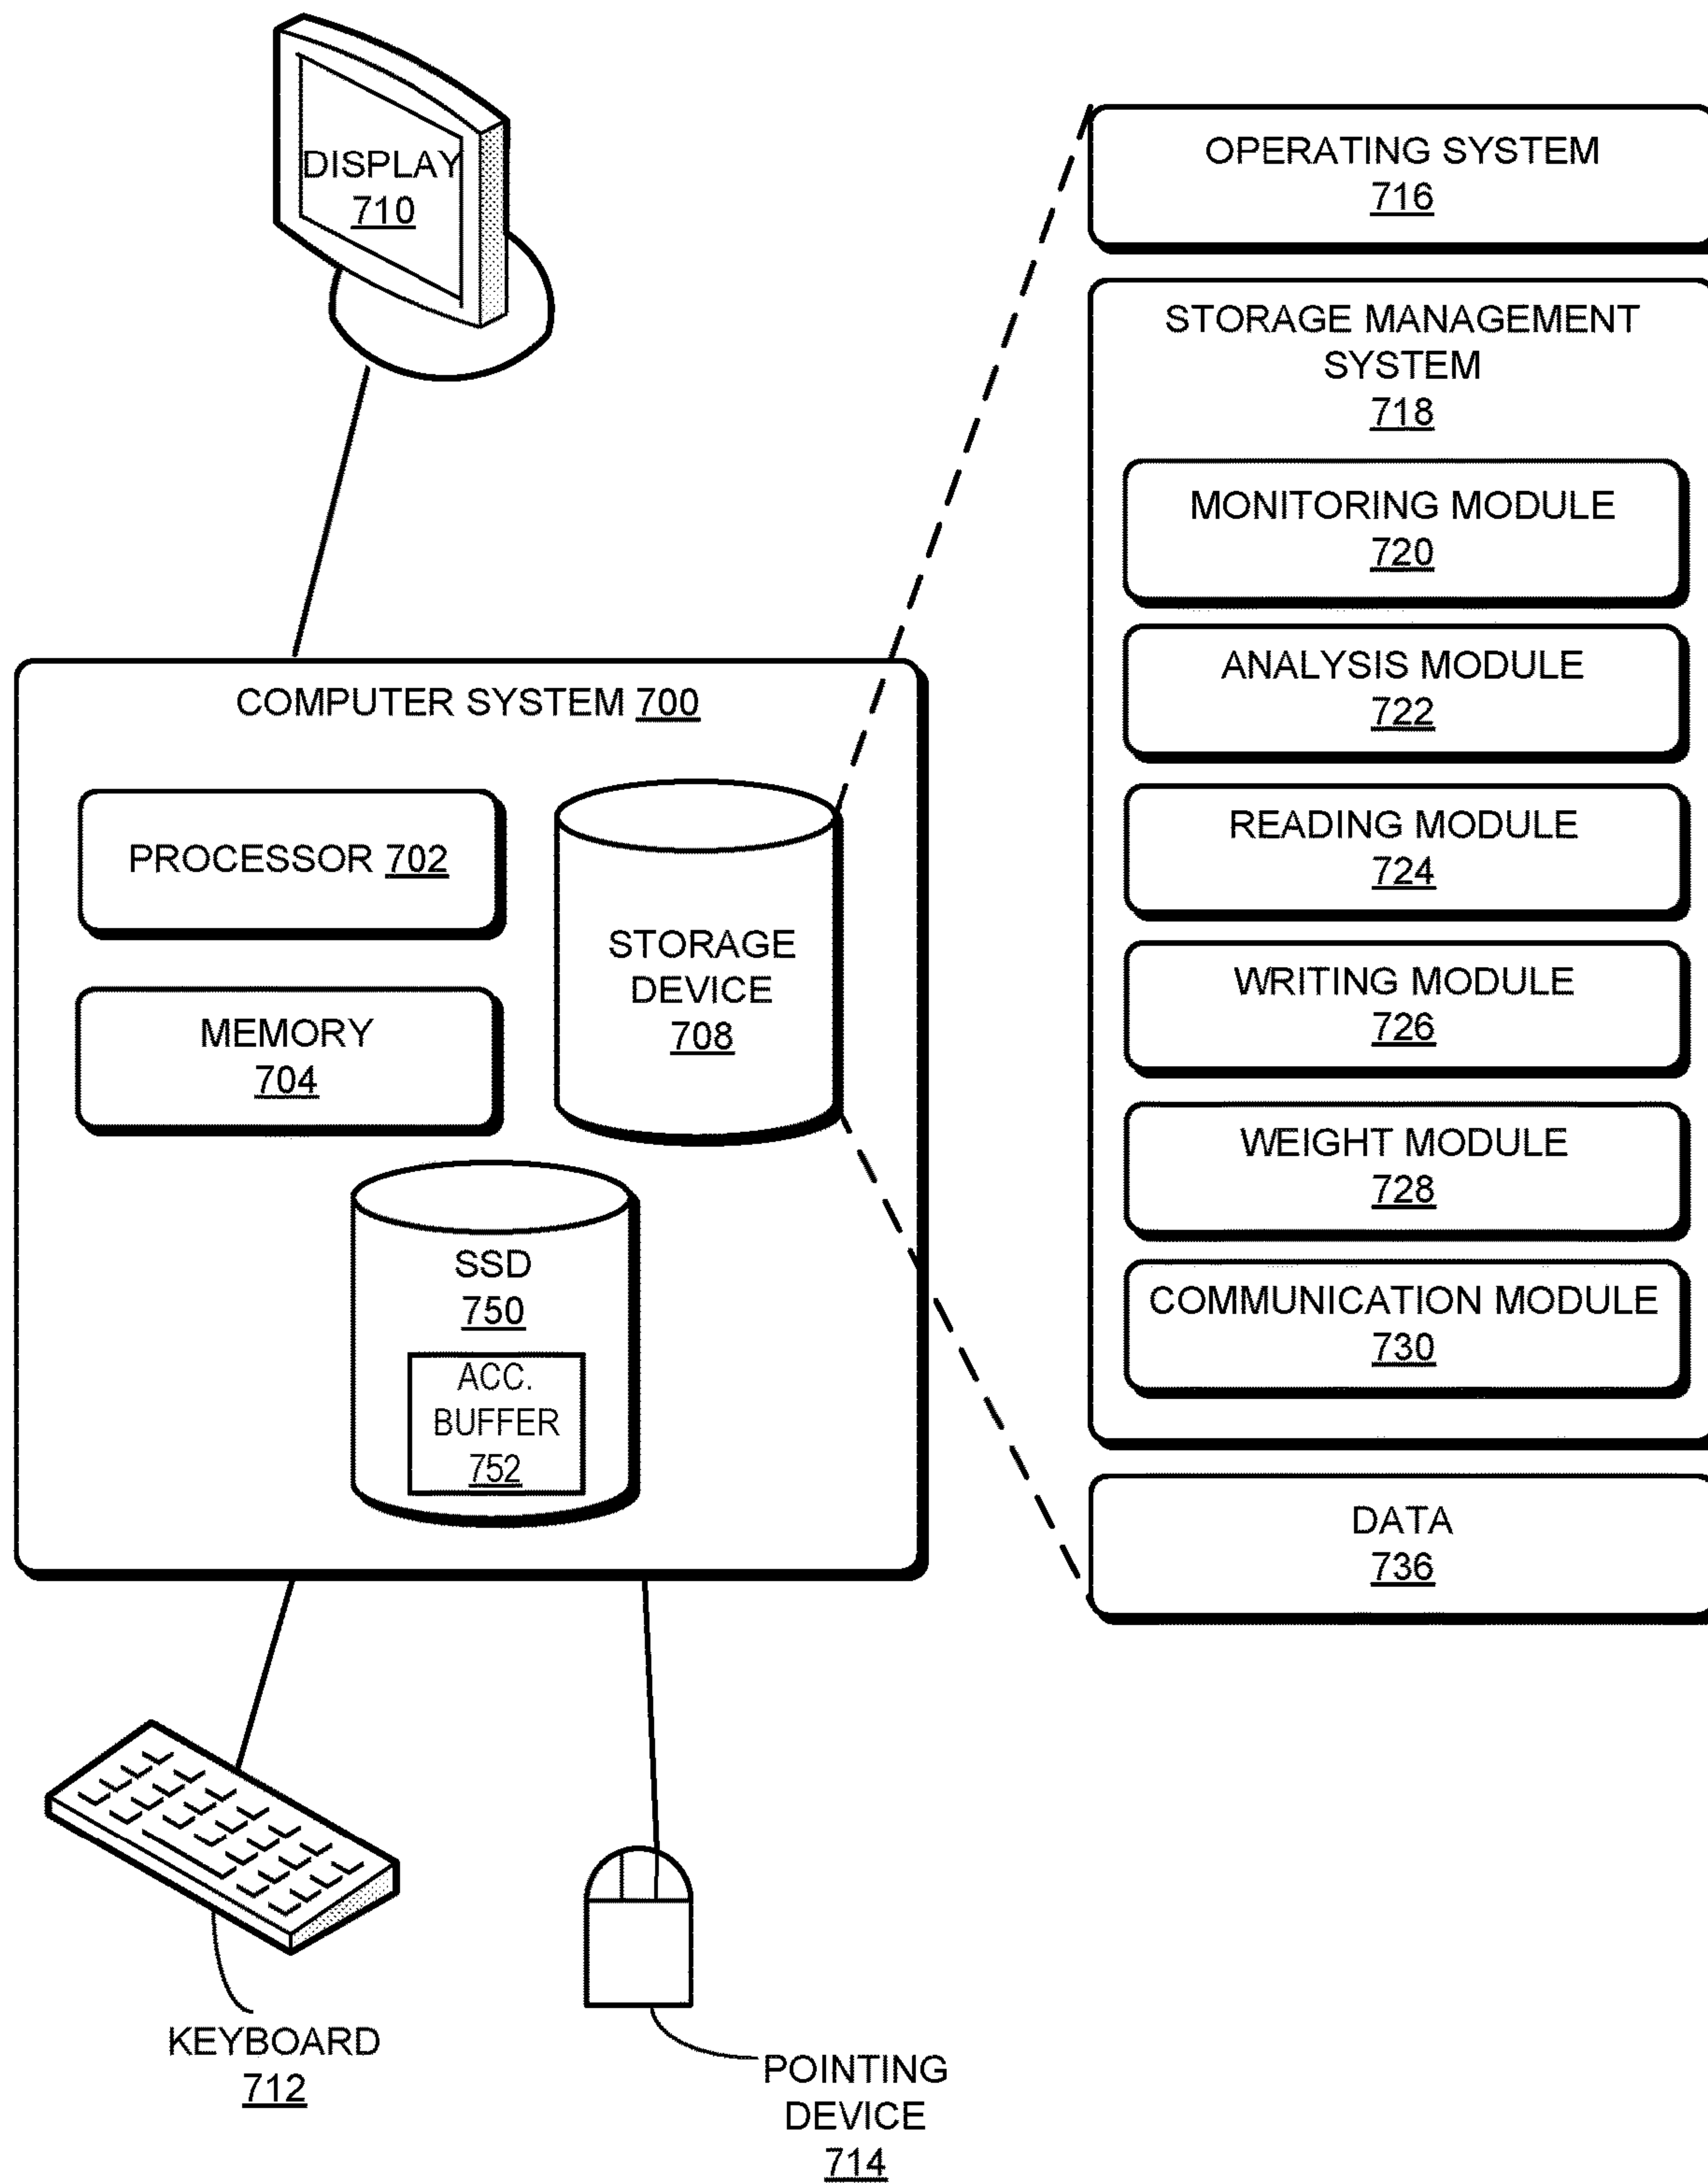 DISPLAY
710
OPERATING SYSTEM
716
STORAGE MANAGEMENT
SYSTEM
718
MONITORING MODULE
720
ANALYSIS MODULE
722
READING MODULE
724
WRITING MODULE
726
WEIGHT MODULE
728
COMMUNICATION MODULE
730
DATA
736
COMPUTER SYSTEM 700
PROCESSOR 702
MEMORY
704
STORAGE
DEVICE
708
SSD
750
ACC.
BUFFER
752
KEYBOARD
712
POINTING
DEVICE
714